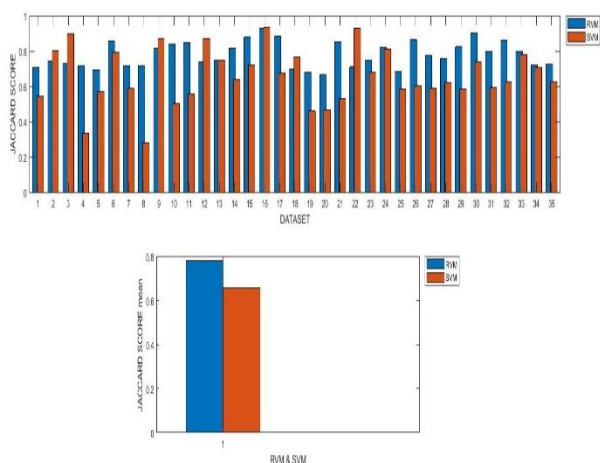 1
0.8
0.6
0.4
0.2
0
JACCARD SCORE
RVM
SVM
1 2 3 4 5 6 7 8 9 10 11 12 13 14 15 16 17 18 19 20 21 22 23 24 25 26 27 28 29 30 31 32 33 34 35
DATASET
0.8
0.6
0.4
0.2
0
JACCARD SCORE mean
RVM
SVM
1
RVM & SVM